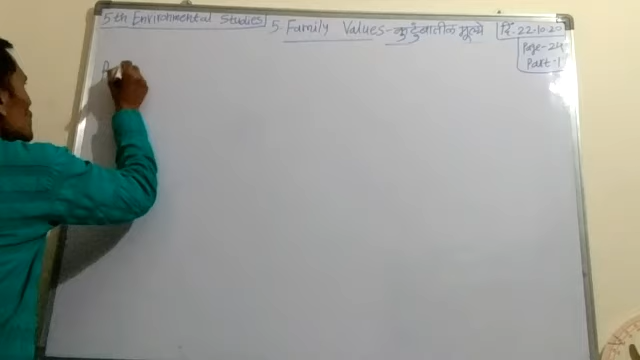 5th Environmental Studies
5 Family Values - कुटुंबातील मूल्ये
दि. 22.10.20
Page-24
Part-1
A